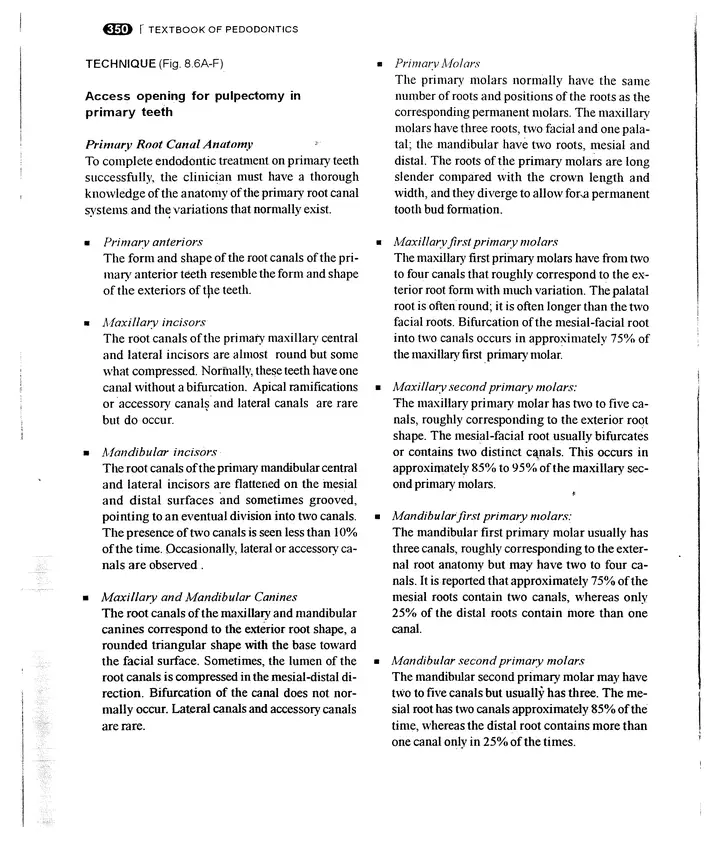 350 TEXTBOOK OF PEDODONTICS
TECHNIQUE (Fig. 8.6A-F)
Access opening for pulpectomy in
primary teeth
Primary Root Canal Anatomy
To complete endodontic treatment on primary teeth
successfully, the clinician must have a thorough
knowledge of the anatomy of the primary root canal
systems and the variations that normally exist.
■ Primary anteriors
The form and shape of the root canals of the pri-
mary anterior teeth resemble the form and shape
of the exteriors of the teeth.
■ Maxillary incisors
The root canals of the primary maxillary central
and lateral incisors are almost round but some
what compressed. Normally, these teeth have one
canal without a bifurcation. Apical ramifications
or accessory canals and lateral canals are rare
but do occur.
■ Mandibular incisors
The root canals of the primary mandibular central
and lateral incisors are flattened on the mesial
and distal surfaces and sometimes grooved,
pointing to an eventual division into two canals.
The presence of two canals is seen less than 10%
of the time. Occasionally, lateral or accessory ca-
nals are observed .
■ Maxillary and Mandibular Canines
The root canals of the maxillary and mandibular
canines correspond to the exterior root shape, a
rounded triangular shape with the base toward
the facial surface. Sometimes, the lumen of the
root canals is compressed in the mesial-distal di-
rection. Bifurcation of the canal does not nor-
mally occur. Lateral canals and accessory canals
are rare.
■ Primary Molars
The primary molars normally have the same
number of roots and positions of the roots as the
corresponding permanent molars. The maxillary
molars have three roots, two facial and one pala-
tal; the mandibular have two roots, mesial and
distal. The roots of the primary molars are long
slender compared with the crown length and
width, and they diverge to allow for a permanent
tooth bud formation.
■ Maxillary first primary molars
The maxillary first primary molars have from two
to four canals that roughly correspond to the ex-
terior root form with much variation. The palatal
root is often round; it is often longer than the two
facial roots. Bifurcation of the mesial-facial root
into two canals occurs in approximately 75% of
the maxillary first primary molar.
■ Maxillary second primary molars:
The maxillary primary molar has two to five ca-
nals, roughly corresponding to the exterior root
shape. The mesial-facial root usually bifurcates
or contains two distinct canals. This occurs in
approximately 85% to 95% of the maxillary sec-
ond primary molars.
■ Mandibular first primary molars:
The mandibular first primary molar usually has
three canals, roughly corresponding to the exter-
nal root anatomy but may have two to four ca-
nals. It is reported that approximately 75% of the
mesial roots contain two canals, whereas only
25% of the distal roots contain more than one
canal.
■ Mandibular second primary molars
The mandibular second primary molar may have
two to five canals but usually has three. The me-
sial root has two canals approximately 85% of the
time, whereas the distal root contains more than
one canal only in 25% of the times.